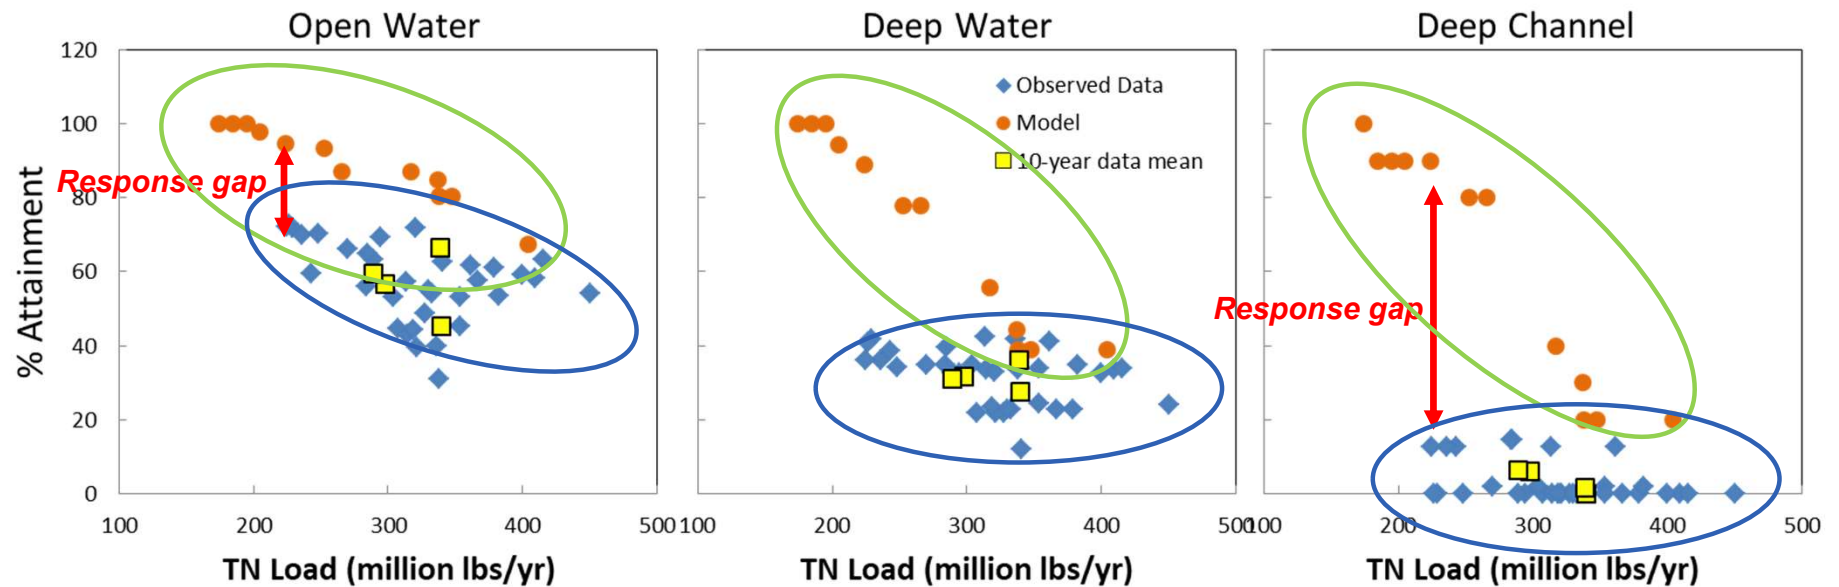 Open Water
Deep Water
Deep Channel
% Attainment
120
100
80
60
40
20
0
Response gap
Observed Data
Model
10-year data mean
Response gap
100 200 300 400 500
100 200 300 400 500
100 200 300 400 500
TN Load (million lbs/yr)
TN Load (million lbs/yr)
TN Load (million lbs/yr)